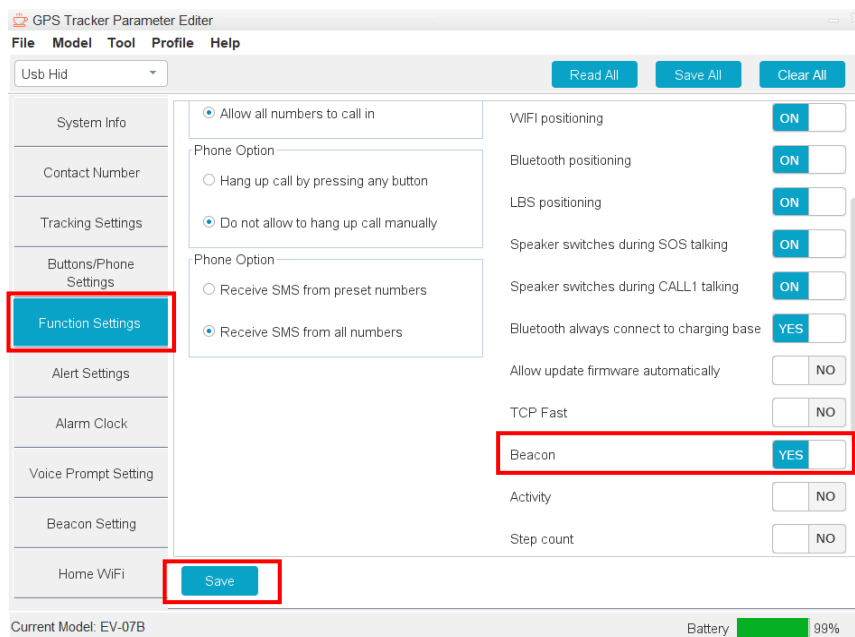 GPS Tracker Parameter Editer
File Model Tool Profile Help
Usb Hid
Read All
Save All
Clear All
System Info
Contact Number
Tracking Settings
Buttons/Phone
Settings
Function Settings
Alert Settings
Alarm Clock
Voice Prompt Setting
Beacon Setting
Home WiFi
Allow all numbers to call in
Phone Option
Hang up call by pressing any button
Do not allow to hang up call manually
Phone Option
Receive SMS from preset numbers
Receive SMS from all numbers
WIFI positioning ON
Bluetooth positioning ON
LBS positioning ON
Speaker switches during SOS talking ON
Speaker switches during CALL1 talking ON
Bluetooth always connect to charging base YES
Allow update firmware automatically NO
TCP Fast NO
Beacon YES
Activity NO
Step count NO
Save
Current Model: EV-07B
Battery 99%